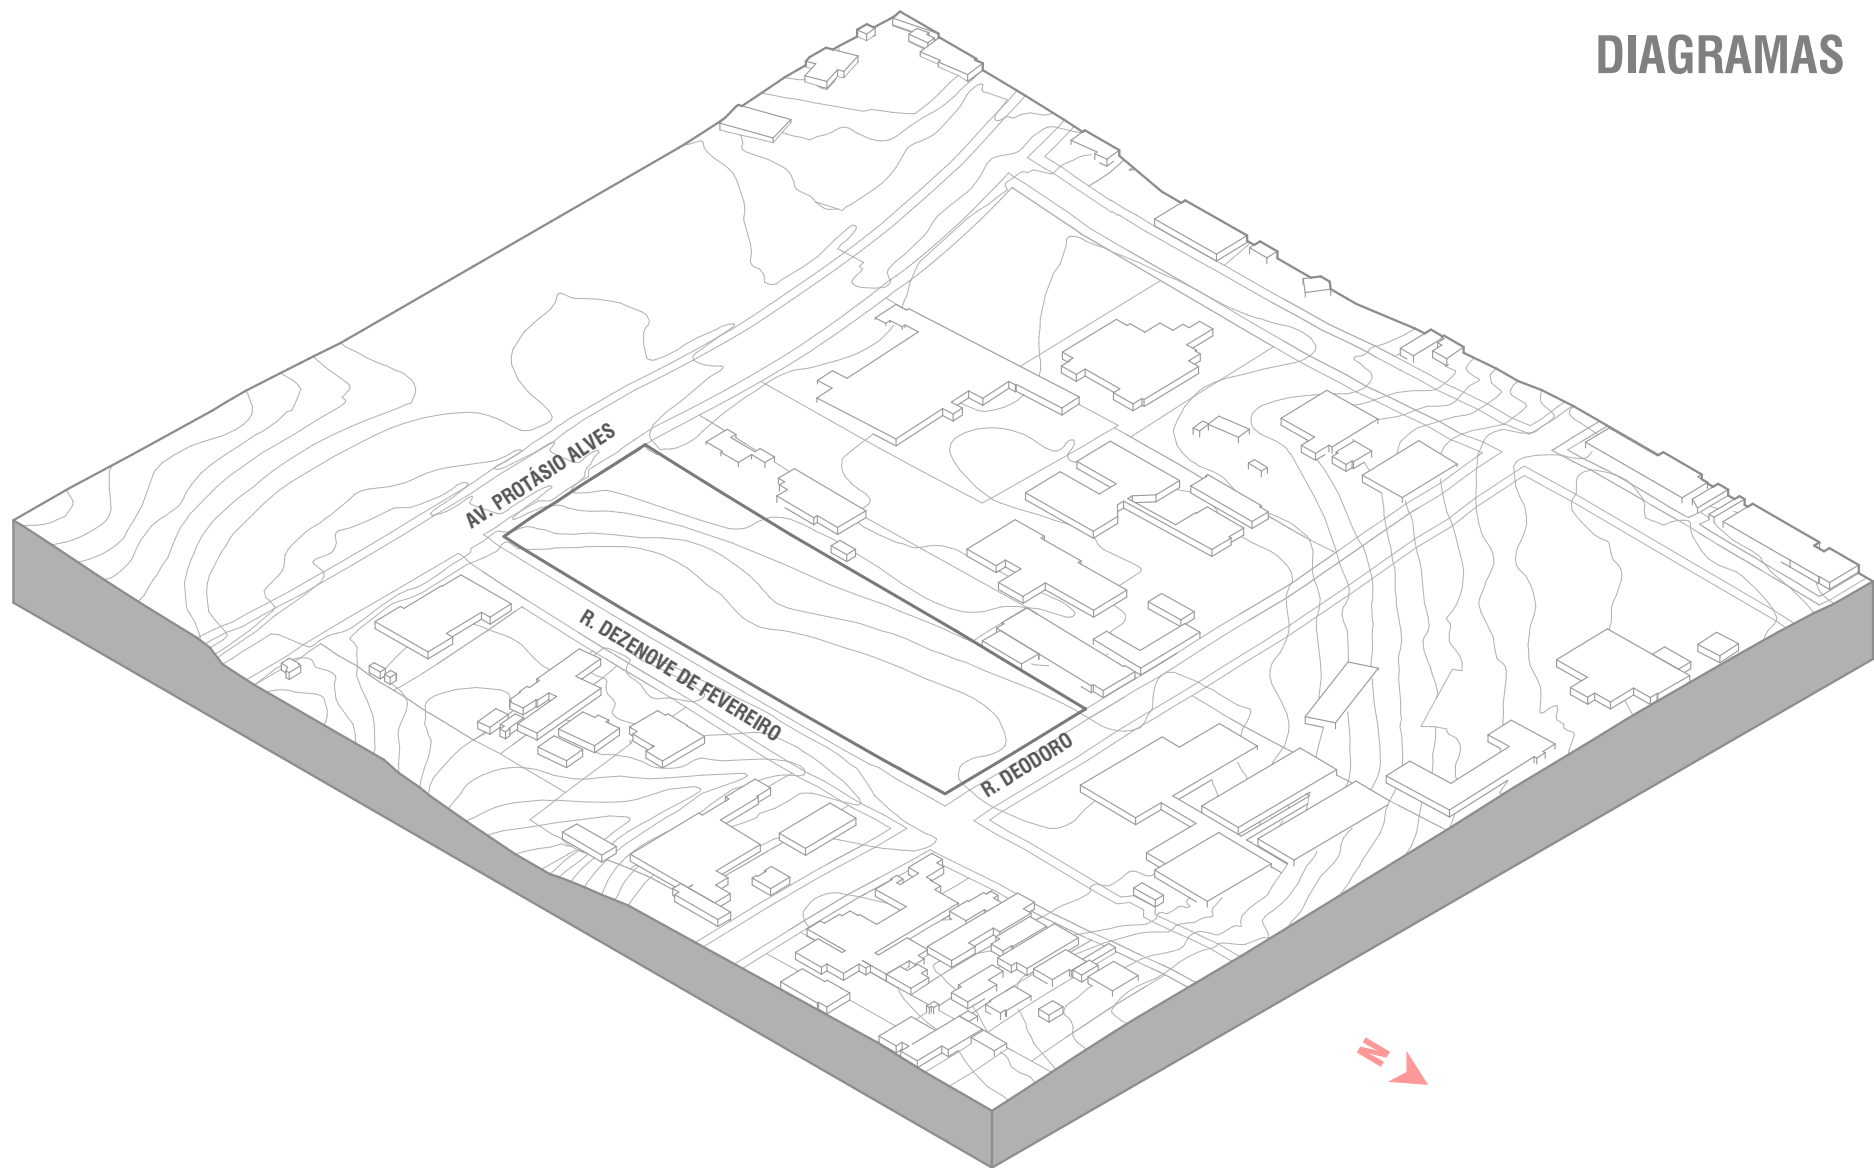 DIAGRAMAS
AV. PROTÁSIO ALVES
R. DEZENOVE DE FEVEREIRO
R. DEODORO
N